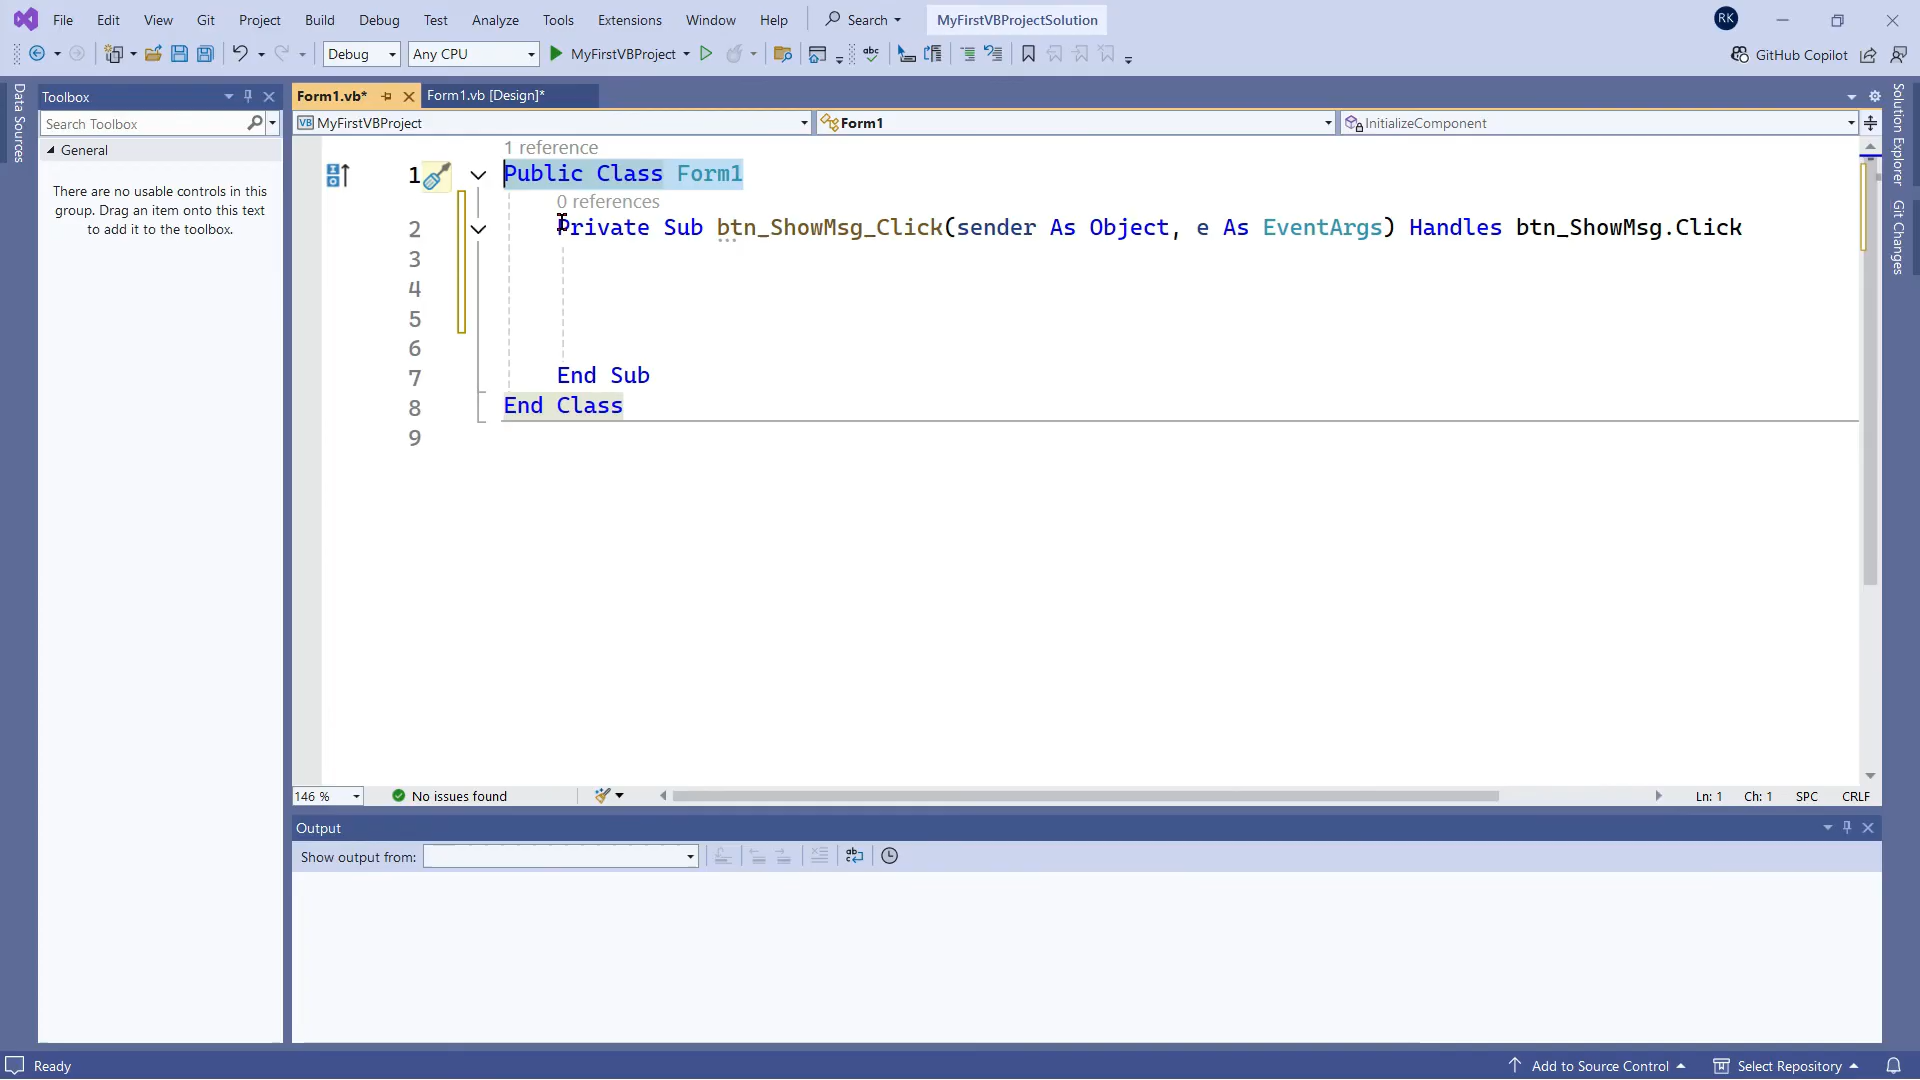 File Edit View Git Project Build Debug Test Analyze Tools Extensions Window Help Search MyFirstVBProjectSolution RK
Debug Any CPU MyFirstVBProject abc GitHub Copilot
Data Sources
Toolbox
Search Toolbox
General
There are no usable controls in this
group. Drag an item onto this text
to add it to the toolbox.
Form1.vb* Form1.vb [Design]*
VB MyFirstVBProject Form1 InitializeComponent
1 reference
1 Public Class Form1
0 references
2 Private Sub btn_ShowMsg_Click(sender As Object, e As EventArgs) Handles btn_ShowMsg.Click
3
4
5
6
7 End Sub
8 End Class
9
Solution Explorer
Git Changes
146 % No issues found Ln: 1 Ch: 1 SPC CRLF
Output
Show output from:
Ready Add to Source Control Select Repository